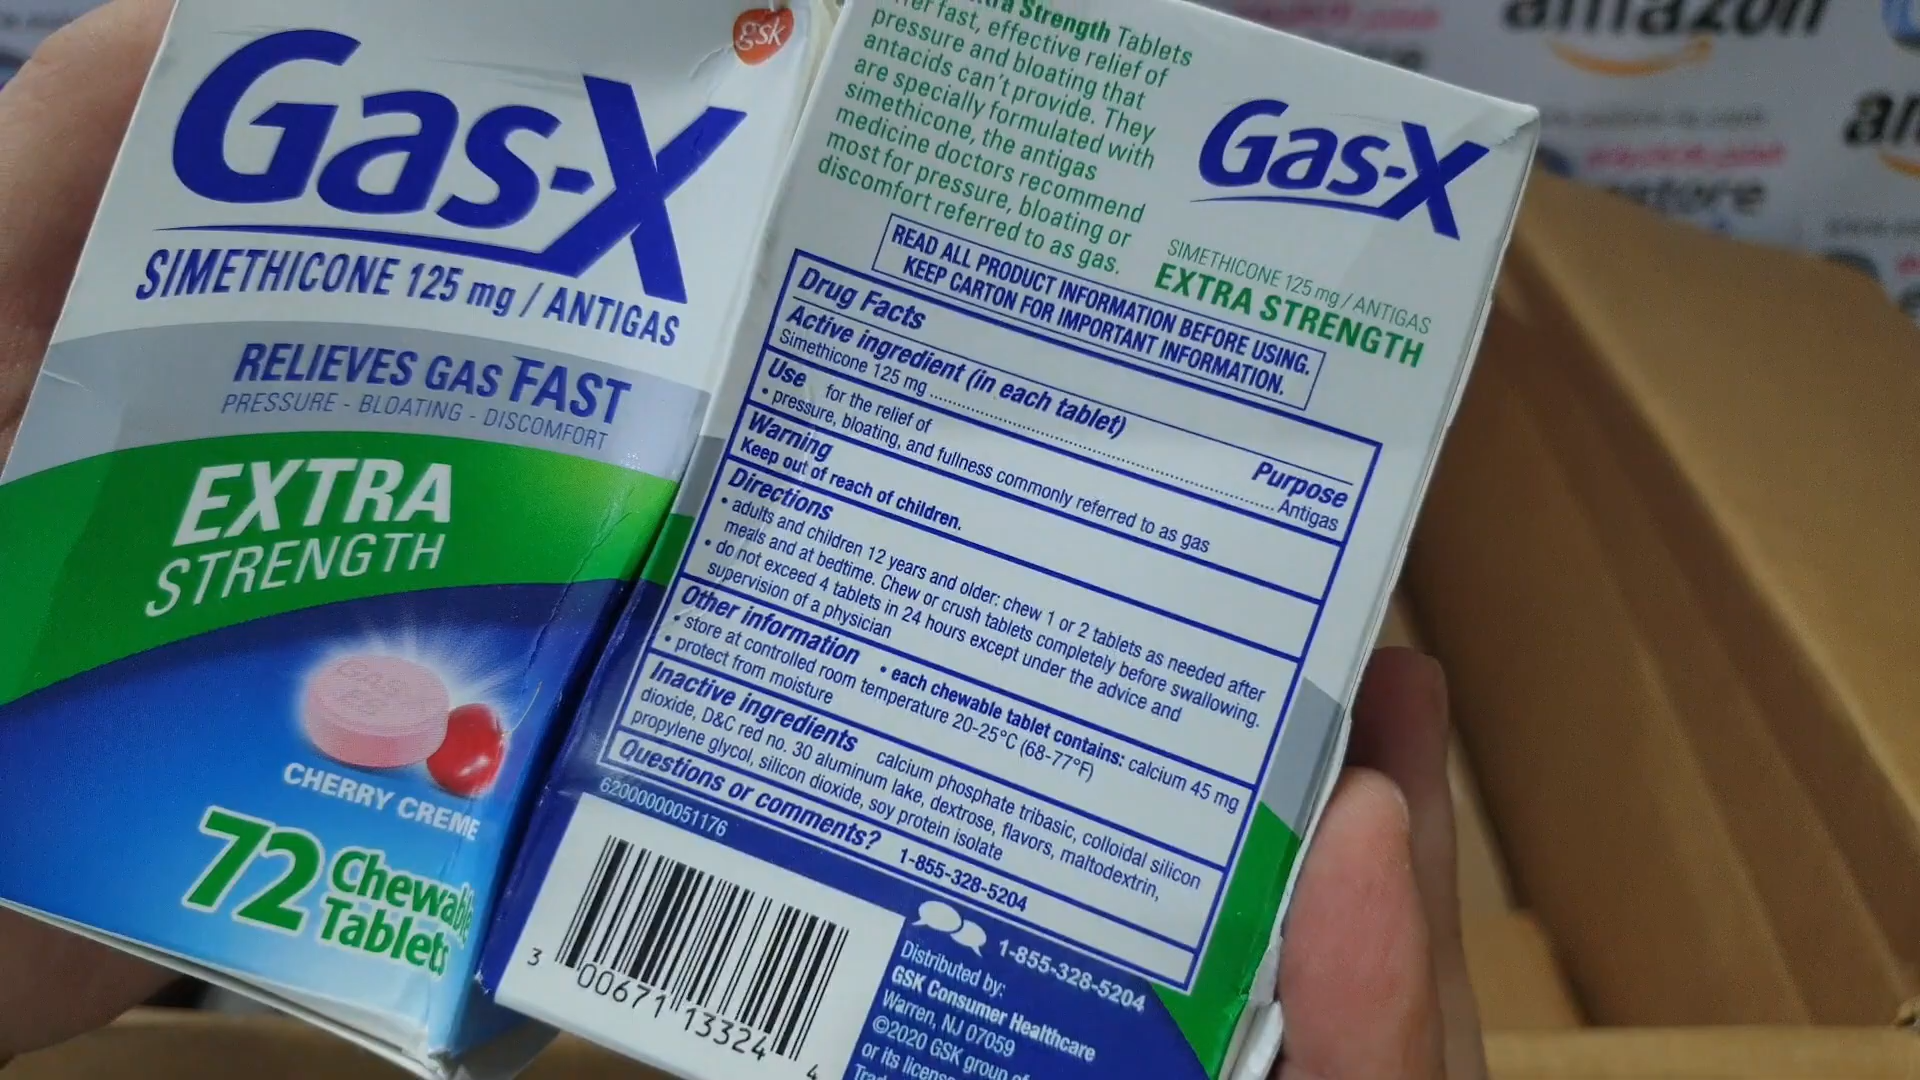 gsk
Gas-X
SIMETHICONE 125 mg / ANTIGAS
RELIEVES GAS FAST
PRESSURE - BLOATING - DISCOMFORT
EXTRA
STRENGTH
Gas-X
CHERRY CREME
72 Chewable
Tablets
Strength Tablets
fast, effective relief of
pressure and bloating that
antacids can't provide. They
are specially formulated with
simethicone, the antigas
medicine doctors recommend
most for pressure, bloating or
discomfort referred to as gas.
Gas-X
SIMETHICONE 125 mg / ANTIGAS
EXTRA STRENGTH
READ ALL PRODUCT INFORMATION BEFORE USING.
KEEP CARTON FOR IMPORTANT INFORMATION.
Drug Facts
Active ingredient (in each tablet) Purpose
Simethicone 125 mg .......... Antigas
Use for the relief of
• pressure, bloating, and fullness commonly referred to as gas
Warning
Keep out of reach of children.
Directions
• adults and children 12 years and older: chew 1 or 2 tablets as needed after
meals and at bedtime. Chew or crush tablets completely before swallowing.
• do not exceed 4 tablets in 24 hours except under the advice and
supervision of a physician
Other information • each chewable tablet contains: calcium 45 mg
• store at controlled room temperature 20-25°C (68-77°F)
• protect from moisture
Inactive ingredients calcium phosphate tribasic, colloidal silicon
dioxide, D&C red no. 30 aluminum lake, dextrose, flavors, maltodextrin,
propylene glycol, silicon dioxide, soy protein isolate
Questions or comments? 1-855-328-5204
62000000051176
3 00671 13324 4
1-855-328-5204
Distributed by:
GSK Consumer Healthcare
Warren, NJ 07059
©2020 GSK group of
or its
amazon
store